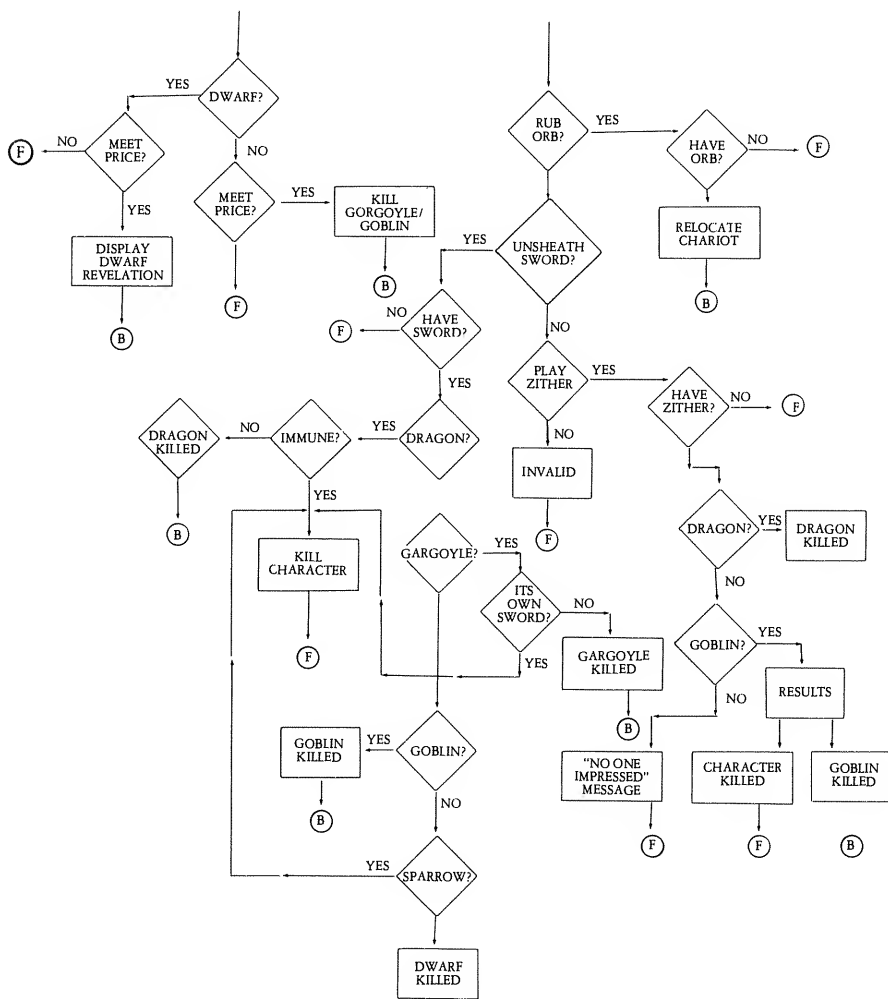 YES
DWARF?
F
NO
MEET
PRICE?
YES
DISPLAY
DWARF
REVELATION
B
NO
MEET
PRICE?
YES
KILL
GORGOYLE/
GOBLIN
B
F
RUB
ORB?
YES
HAVE
ORB?
NO
F
RELOCATE
CHARIOT
B
UNSHEATH
SWORD?
YES
HAVE
SWORD?
NO
F
YES
DRAGON?
YES
IMMUNE?
NO
DRAGON
KILLED
B
YES
KILL
CHARACTER
F
NO
PLAY
ZITHER
YES
HAVE
ZITHER?
NO
F
NO
INVALID
F
DRAGON?
YES
DRAGON
KILLED
NO
GOBLIN?
YES
RESULTS
NO
"NO ONE
IMPRESSED"
MESSAGE
F
CHARACTER
KILLED
F
GOBLIN
KILLED
B
GARGOYLE?
YES
ITS
OWN
SWORD?
NO
GARGOYLE
KILLED
B
YES
GOBLIN?
YES
GOBLIN
KILLED
B
NO
SPARROW?
YES
DWARF
KILLED